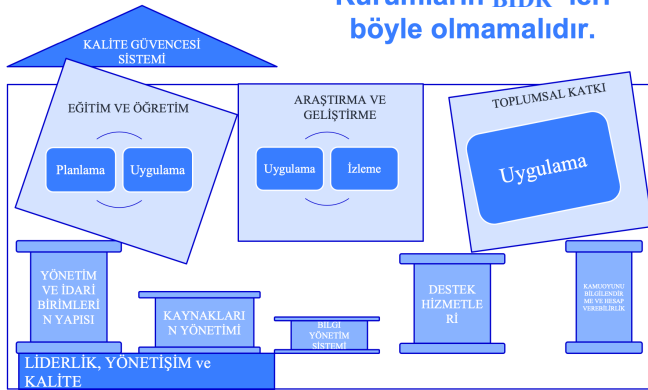 Kurumların BİDR' leri
böyle olmamalıdır.
KALİTE GÜVENCESİ
SİSTEMİ
EĞİTİM VE ÖĞRETİM
Planlama
Uygulama
ARAŞTIRMA VE
GELİŞTİRME
Uygulama
İzleme
TOPLUMSAL KATKI
Uygulama
YÖNETİM
VE İDARİ
BİRİMLERİ
N YAPISI
KAYNAKLARI
N YÖNETİMİ
BİLGİ
YÖNETİM
SİSTEMİ
DESTEK
HİZMETLE
Rİ
KAMUOYUNU
BİLGİLENDİR
ME VE HESAP
VEREBİLİRLİK
LİDERLİK, YÖNETİŞİM ve
KALİTE